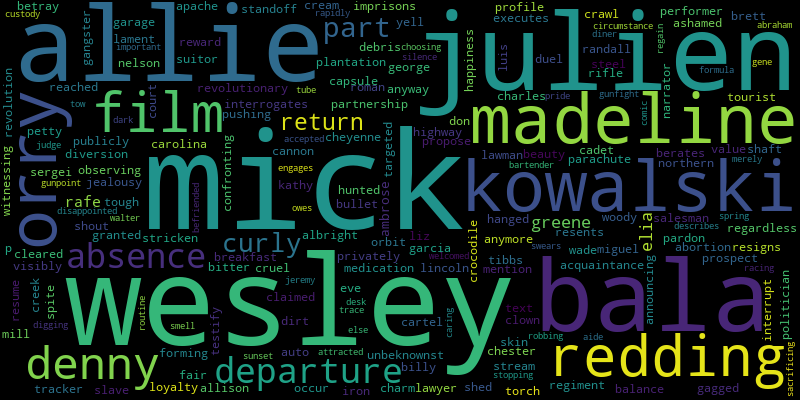 betray
garage
apache
standoff
cream
imprisons
profile
crawl
brett
custody
gangster
lament
reward
rapidly
yell
executes
circumstance
performer
ashamed
abraham
allie
important
nelson
suitor
part
debris
choosing
silence
julien
luis
diner
duel
randall
regain
gene
happiness
steel
formula
reached
revolutionary
plantation
george
rifle
narrator
revolution
court
roman
capsule
anyway
charles
pride
gunfight
tourist
film
tube
partnership
comic
madeline
orry
tow
dark
interrogates
pushing
return
don
petty
publicly
carolina
accepted
cheyenne
highway
propose
cadet
judge
diversion
confronting
cannon
targeted
lawman
beauty
berates
value
shaft
witnessing
sergei
observing
mick
engages
bartender
parachute
northern
merely
gunpoint
jealousy
kathy
hunted
kowalski
disappointed
rafe
tough
befriended
owes
bullet
ambrose
hanged
woody
salesman
spring
walter
shout
albright
orbit
liz
crocodile
greene
ella
describes
regardless
p
granted
stricken
curly
garcia
anymore
resents
swears
pardon
cleared
absence
breakfast
privately
welcomed
tibbs
wade
miguel
abortion
resigns
visibly
bitter
cruel
medication
lincoln
mention
acquaintance
prospect
resume
creek
spite
wesley
jeremy
eve
desk
claimed
trace
bala
racing
announcing
interrupt
politician
routine
testify
dirt
cartel
caring
text
clown
mill
digging
smell
else
skin
robbing
aide
denny
forming
sunset
auto
attracted
unbeknownst
chester
stream
stopping
redding
sacrificing
fair
departure
billy
tracker
slave
loyalty
allison
occur
iron
charm
lawyer
shed
torch
regiment
balance
gagged